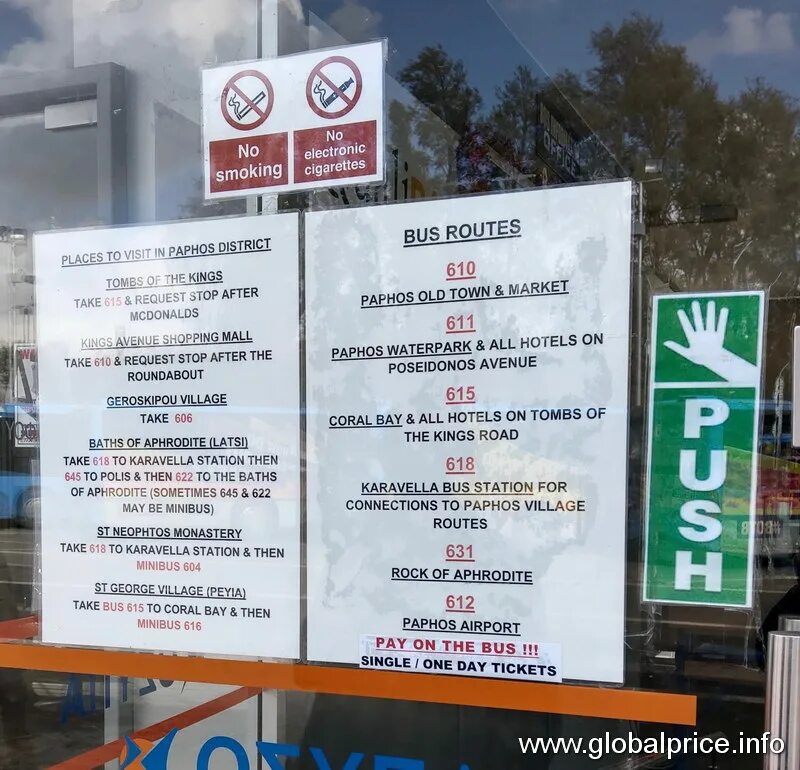 No
smoking
No
electronic
cigarettes
PLACES TO VISIT IN PAPHOS DISTRICT
TOMBS OF THE KINGS
TAKE 615 & REQUEST STOP AFTER
MCDONALDS
KINGS AVENUE SHOPPING MALL
TAKE 610 & REQUEST STOP AFTER THE
ROUNDABOUT
GEROSKIPOU VILLAGE
TAKE 606
BATHS OF APHRODITE (LATSI)
TAKE 618 TO KARAVELLA STATION THEN
645 TO POLIS & THEN 622 TO THE BATHS
OF APHRODITE (SOMETIMES 645 & 622
MAY BE MINIBUS)
ST NEOPHTOS MONASTERY
TAKE 618 TO KARAVELLA STATION & THEN
MINIBUS 604
ST GEORGE VILLAGE (PEYIA)
TAKE BUS 615 TO CORAL BAY & THEN
MINIBUS 616
BUS ROUTES
610
PAPHOS OLD TOWN & MARKET
611
PAPHOS WATERPARK & ALL HOTELS ON
POSEIDONOS AVENUE
615
CORAL BAY & ALL HOTELS ON TOMBS OF
THE KINGS ROAD
618
KARAVELLA BUS STATION FOR
CONNECTIONS TO PAPHOS VILLAGE
ROUTES
631
ROCK OF APHRODITE
612
PAPHOS AIRPORT
PAY ON THE BUS !!!
SINGLE / ONE DAY TICKETS
PUSH
www.globalprice.info